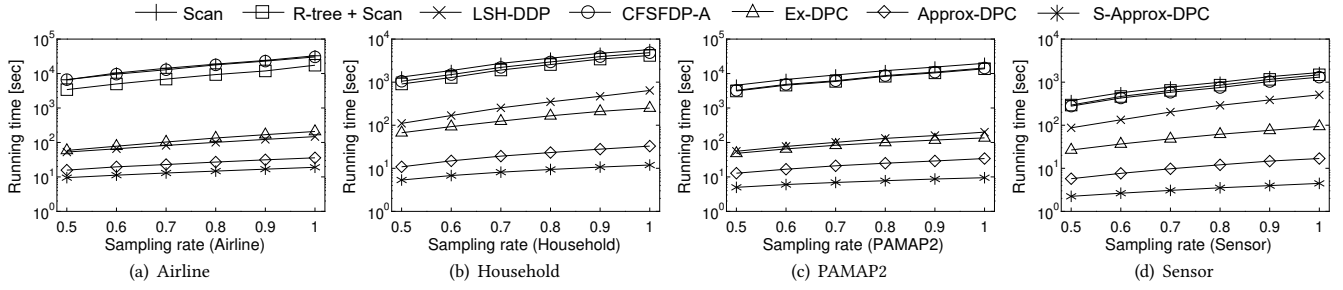 Scan R-tree + Scan LSH-DDP CFSFDP-A Ex-DPC Approx-DPC S-Approx-DPC
Running time [sec]
10^5
10^4
10^3
10^2
10^1
10^0
0.5 0.6 0.7 0.8 0.9 1
Sampling rate (Airline)
(a) Airline
Running time [sec]
10^4
10^3
10^2
10^1
10^0
0.5 0.6 0.7 0.8 0.9 1
Sampling rate (Household)
(b) Household
Running time [sec]
10^5
10^4
10^3
10^2
10^1
10^0
0.5 0.6 0.7 0.8 0.9 1
Sampling rate (PAMAP2)
(c) PAMAP2
Running time [sec]
10^5
10^4
10^3
10^2
10^1
10^0
0.5 0.6 0.7 0.8 0.9 1
Sampling rate (Sensor)
(d) Sensor